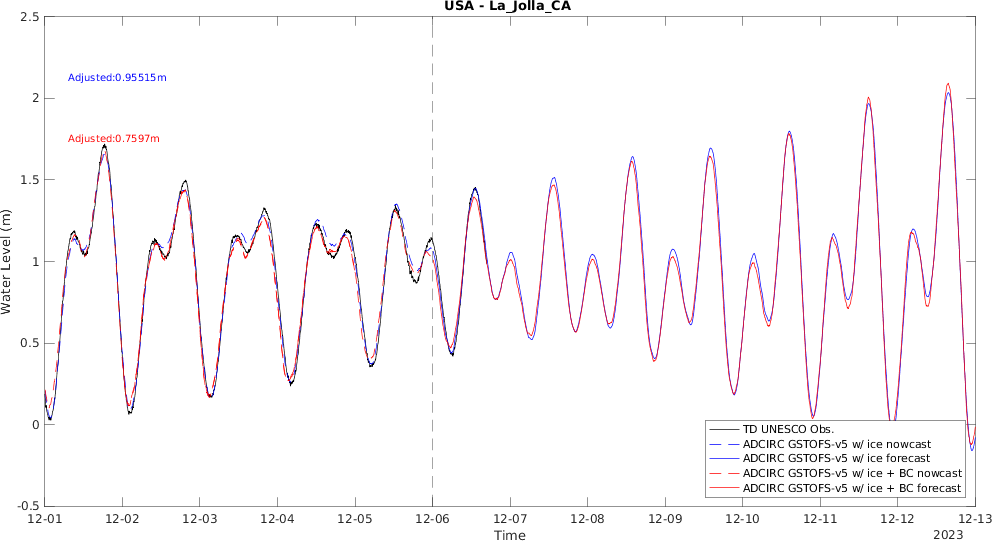 USA - La_Jolla_CA
2.5
2
1.5
1
0.5
0
-0.5
Water Level (m)
Adjusted:0.95515m
Adjusted:0.7597m
TD UNESCO Obs.
ADCIRC GSTOFS-v5 w/ ice nowcast
ADCIRC GSTOFS-v5 w/ ice forecast
ADCIRC GSTOFS-v5 w/ ice + BC nowcast
ADCIRC GSTOFS-v5 w/ ice + BC forecast
12-01 12-02 12-03 12-04 12-05 12-06 12-07 12-08 12-09 12-10 12-11 12-12 12-13
Time
2023